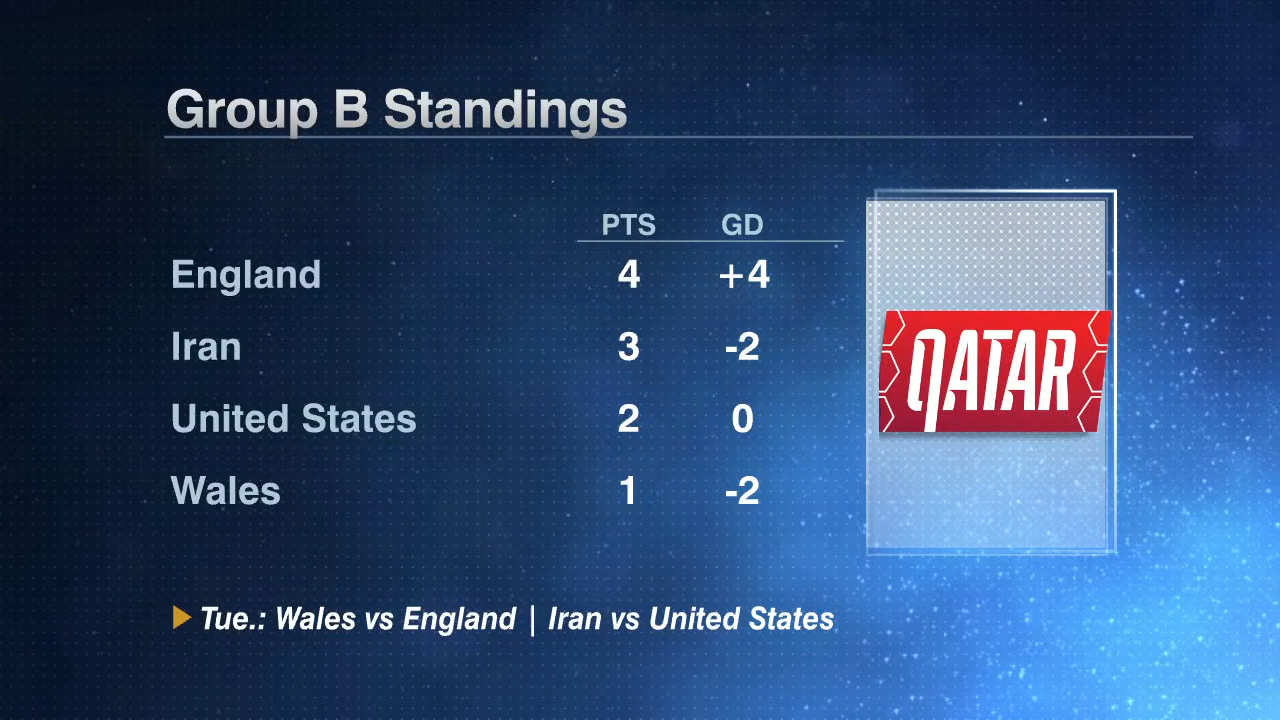 Group B Standings
PTS GD
England 4 +4
Iran 3 -2
United States 2 0
Wales 1 -2
QATAR
Tue.: Wales vs England | Iran vs United States